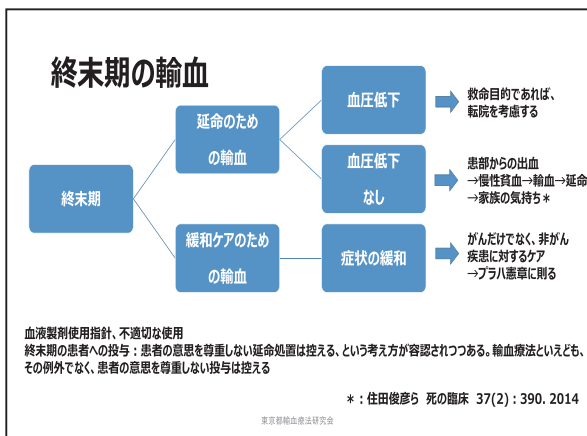 終末期の輸血
終末期
延命のため
の輸血
緩和ケアのため
の輸血
血圧低下
血圧低下
なし
症状の緩和
救命目的であれば、
転院を考慮する
患部からの出血
→慢性貧血→輸血→延命
→家族の気持ち*
がんだけでなく、非がん
疾患に対するケア
→プラハ憲章に則る
血液製剤使用指針、不適切な使用
終末期の患者への投与：患者の意思を尊重しない延命処置は控える、という考え方が容認されつつある。輸血療法といえども、
その例外でなく、患者の意思を尊重しない投与は控える
*：住田俊彦ら 死の臨床 37(2)：390. 2014
東京都輸血療法研究会